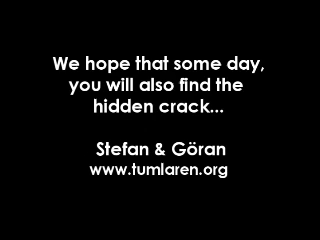 We hope that some day,
you will also find the
hidden crack...
Stefan & Göran
www.tumlaren.org